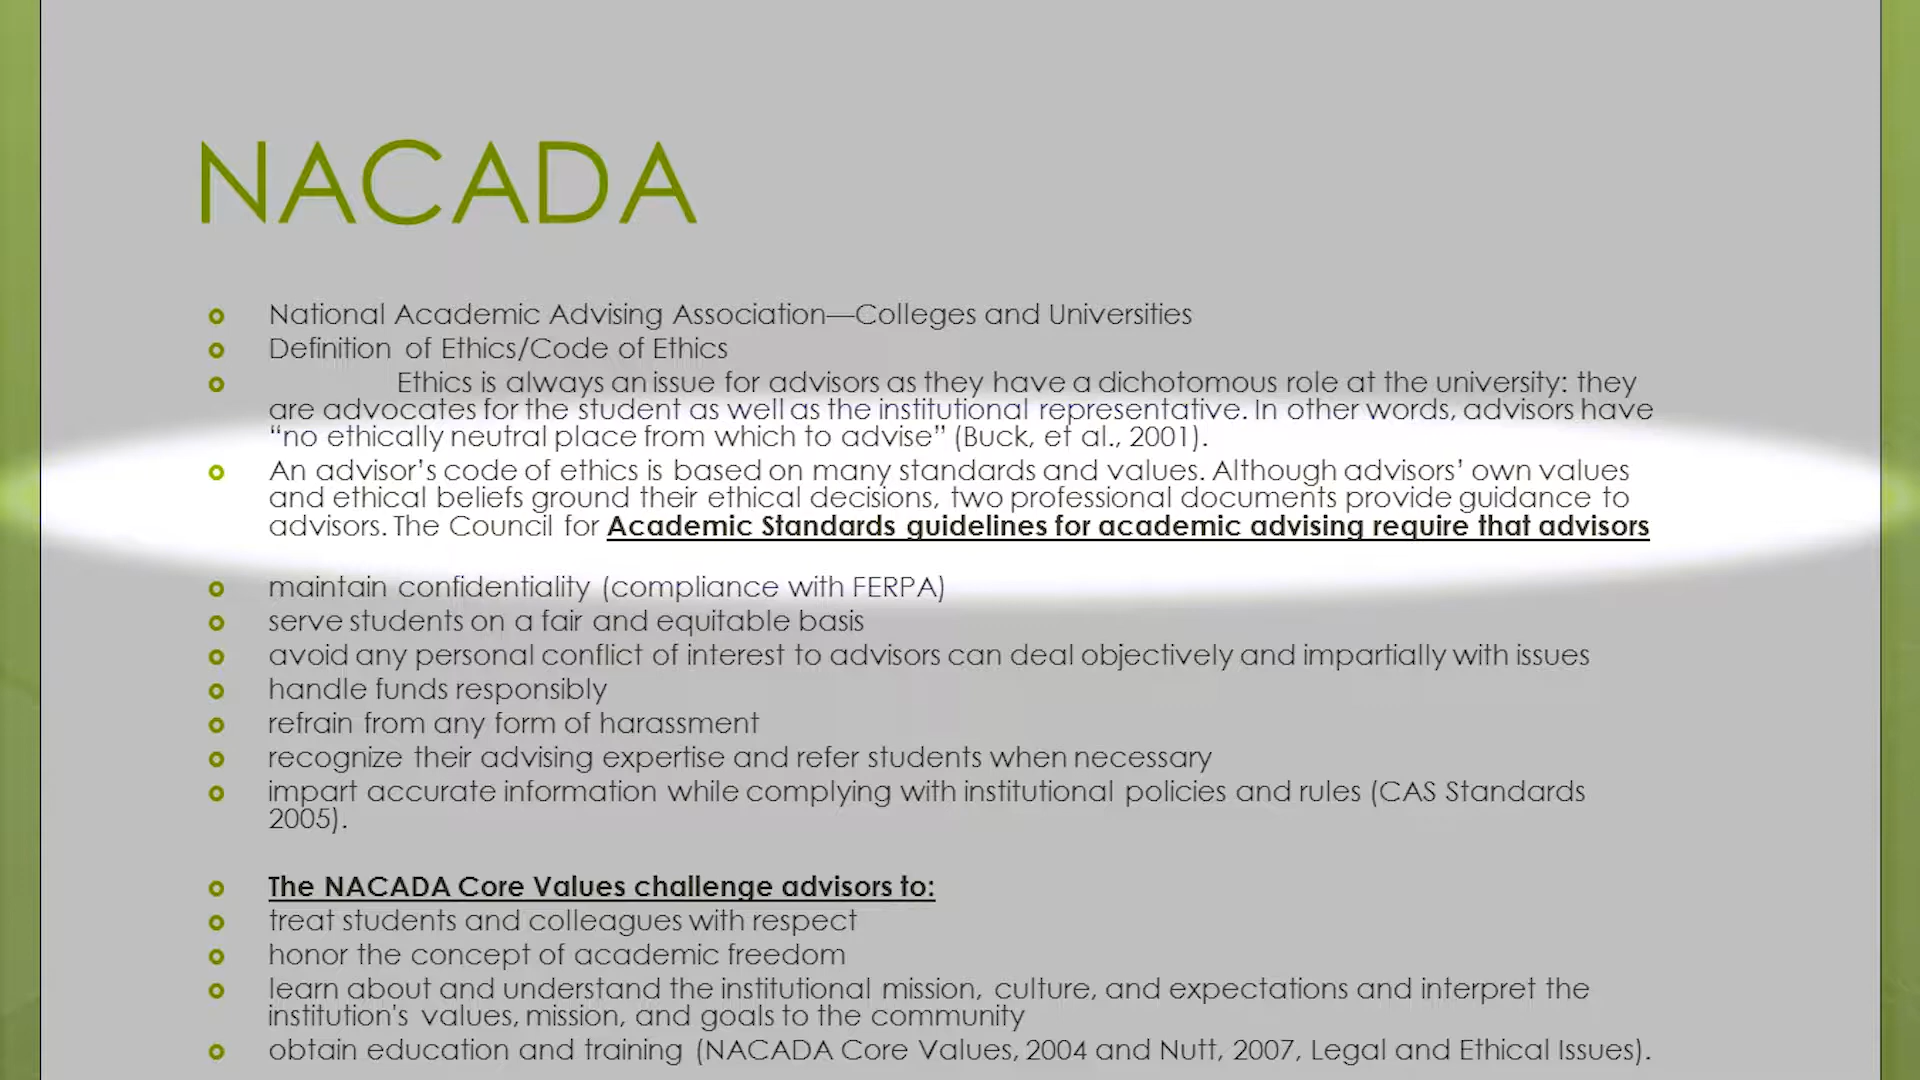 NACADA
National Academic Advising Association—Colleges and Universities
Definition of Ethics/Code of Ethics
Ethics is always an issue for advisors as they have a dichotomous role at the university: they
are advocates for the student as well as the institutional representative. In other words, advisors have
“no ethically neutral place from which to advise” (Buck, et al., 2001).
An advisor’s code of ethics is based on many standards and values. Although advisors’ own values
and ethical beliefs ground their ethical decisions, two professional documents provide guidance to
advisors. The Council for Academic Standards guidelines for academic advising require that advisors
maintain confidentiality (compliance with FERPA)
serve students on a fair and equitable basis
avoid any personal conflict of interest to advisors can deal objectively and impartially with issues
handle funds responsibly
refrain from any form of harassment
recognize their advising expertise and refer students when necessary
impart accurate information while complying with institutional policies and rules (CAS Standards
2005).
The NACADA Core Values challenge advisors to:
treat students and colleagues with respect
honor the concept of academic freedom
learn about and understand the institutional mission, culture, and expectations and interpret the
institution's values, mission, and goals to the community
obtain education and training (NACADA Core Values, 2004 and Nutt, 2007, Legal and Ethical Issues).